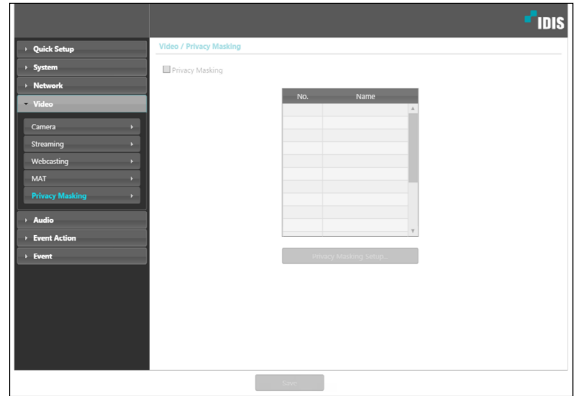 IDIS
Quick Setup
System
Network
Video
Camera
Streaming
Webcasting
MAT
Privacy Masking
Audio
Event Action
Event
Video / Privacy Masking
Privacy Masking
No. Name
Privacy Masking Setup...
Save